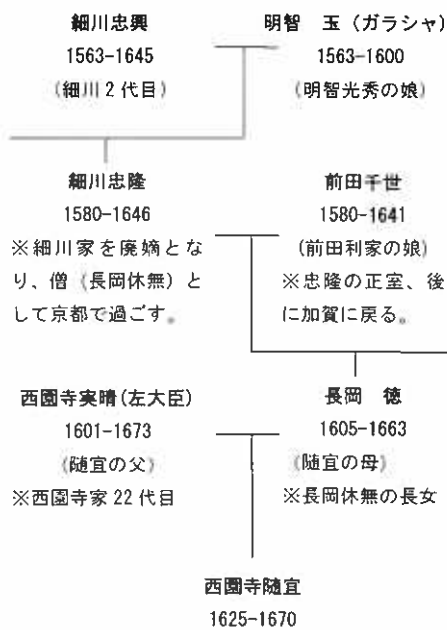 細川忠興
1563-1645
(細川2代目)
明智　玉(ガラシャ)
1563-1600
(明智光秀の娘)
細川忠隆
1580-1646
※細川家を廃嫡とな
り、僧(長岡休無)と
して京都で過ごす。
前田千世
1580-1641
(前田利家の娘)
※忠隆の正室、後
に加賀に戻る。
西園寺実晴(左大臣)
1601-1673
(随宜の父)
※西園寺家22代目
長岡　徳
1605-1663
(随宜の母)
※長岡休無の長女
西園寺随宜
1625-1670